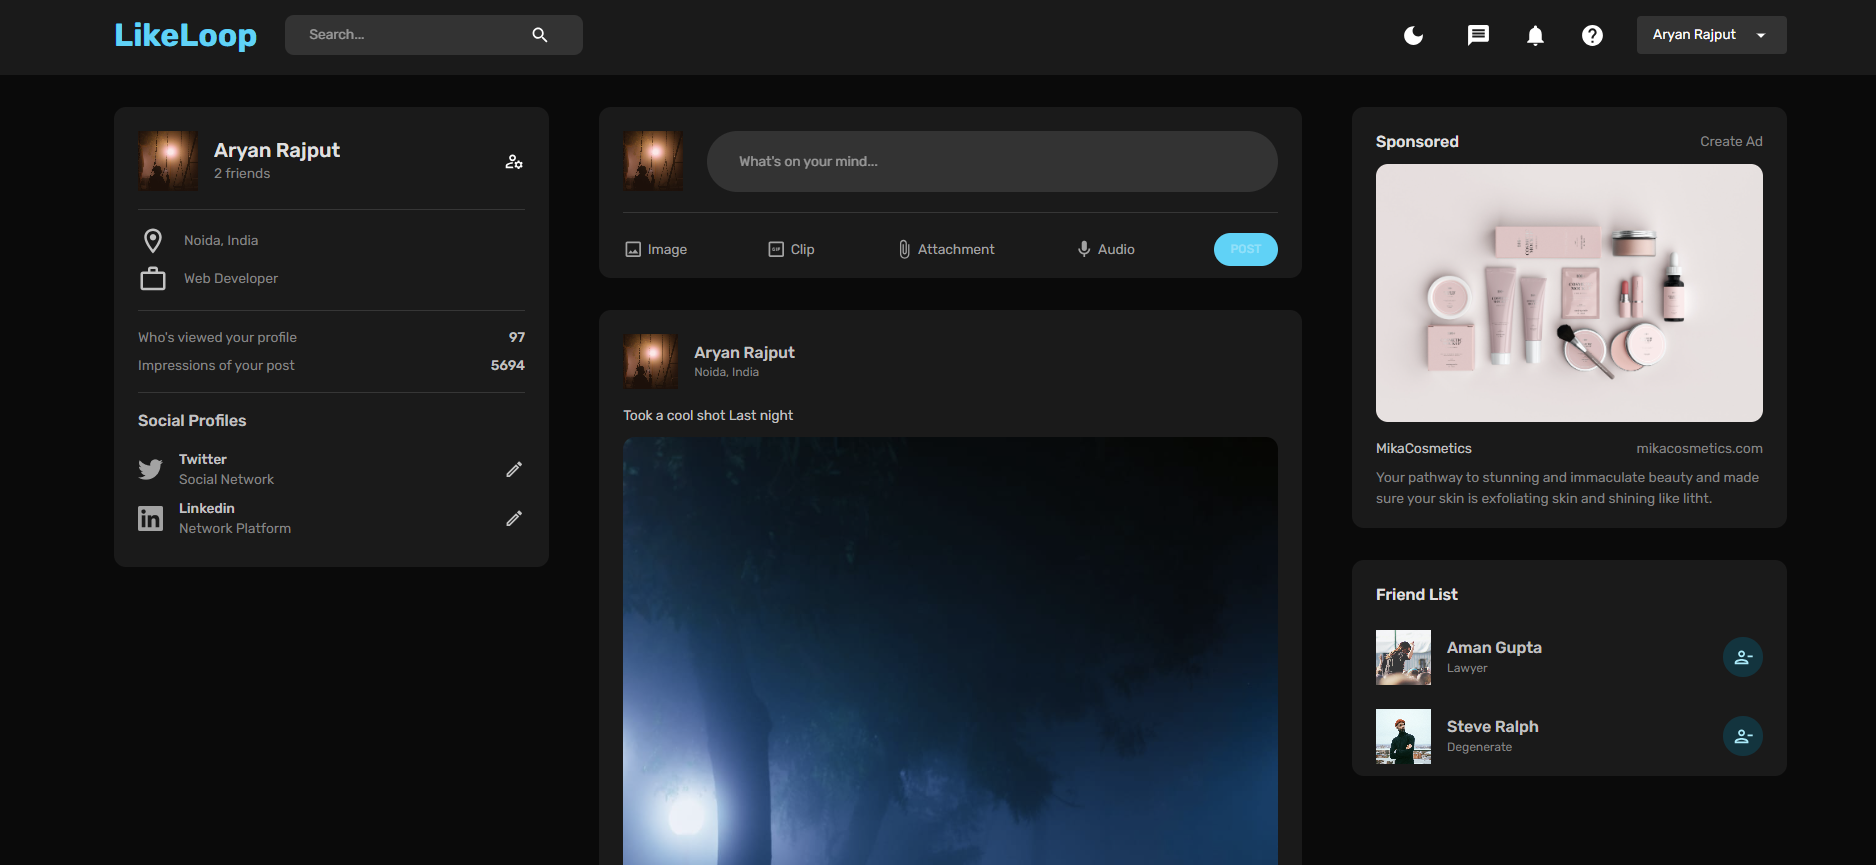 LikeLoop
Search...
Aryan Rajput
Aryan Rajput
2 friends
Noida, India
Web Developer
Who's viewed your profile 97
Impressions of your post 5694
Social Profiles
Twitter
Social Network
Linkedin
Network Platform
What's on your mind...
Image Clip Attachment Audio POST
Aryan Rajput
Noida, India
Took a cool shot Last night
Sponsored Create Ad
MikaCosmetics mikacosmetics.com
Your pathway to stunning and immaculate beauty and made
sure your skin is exfoliating skin and shining like litht.
Friend List
Aman Gupta
Lawyer
Steve Ralph
Degenerate